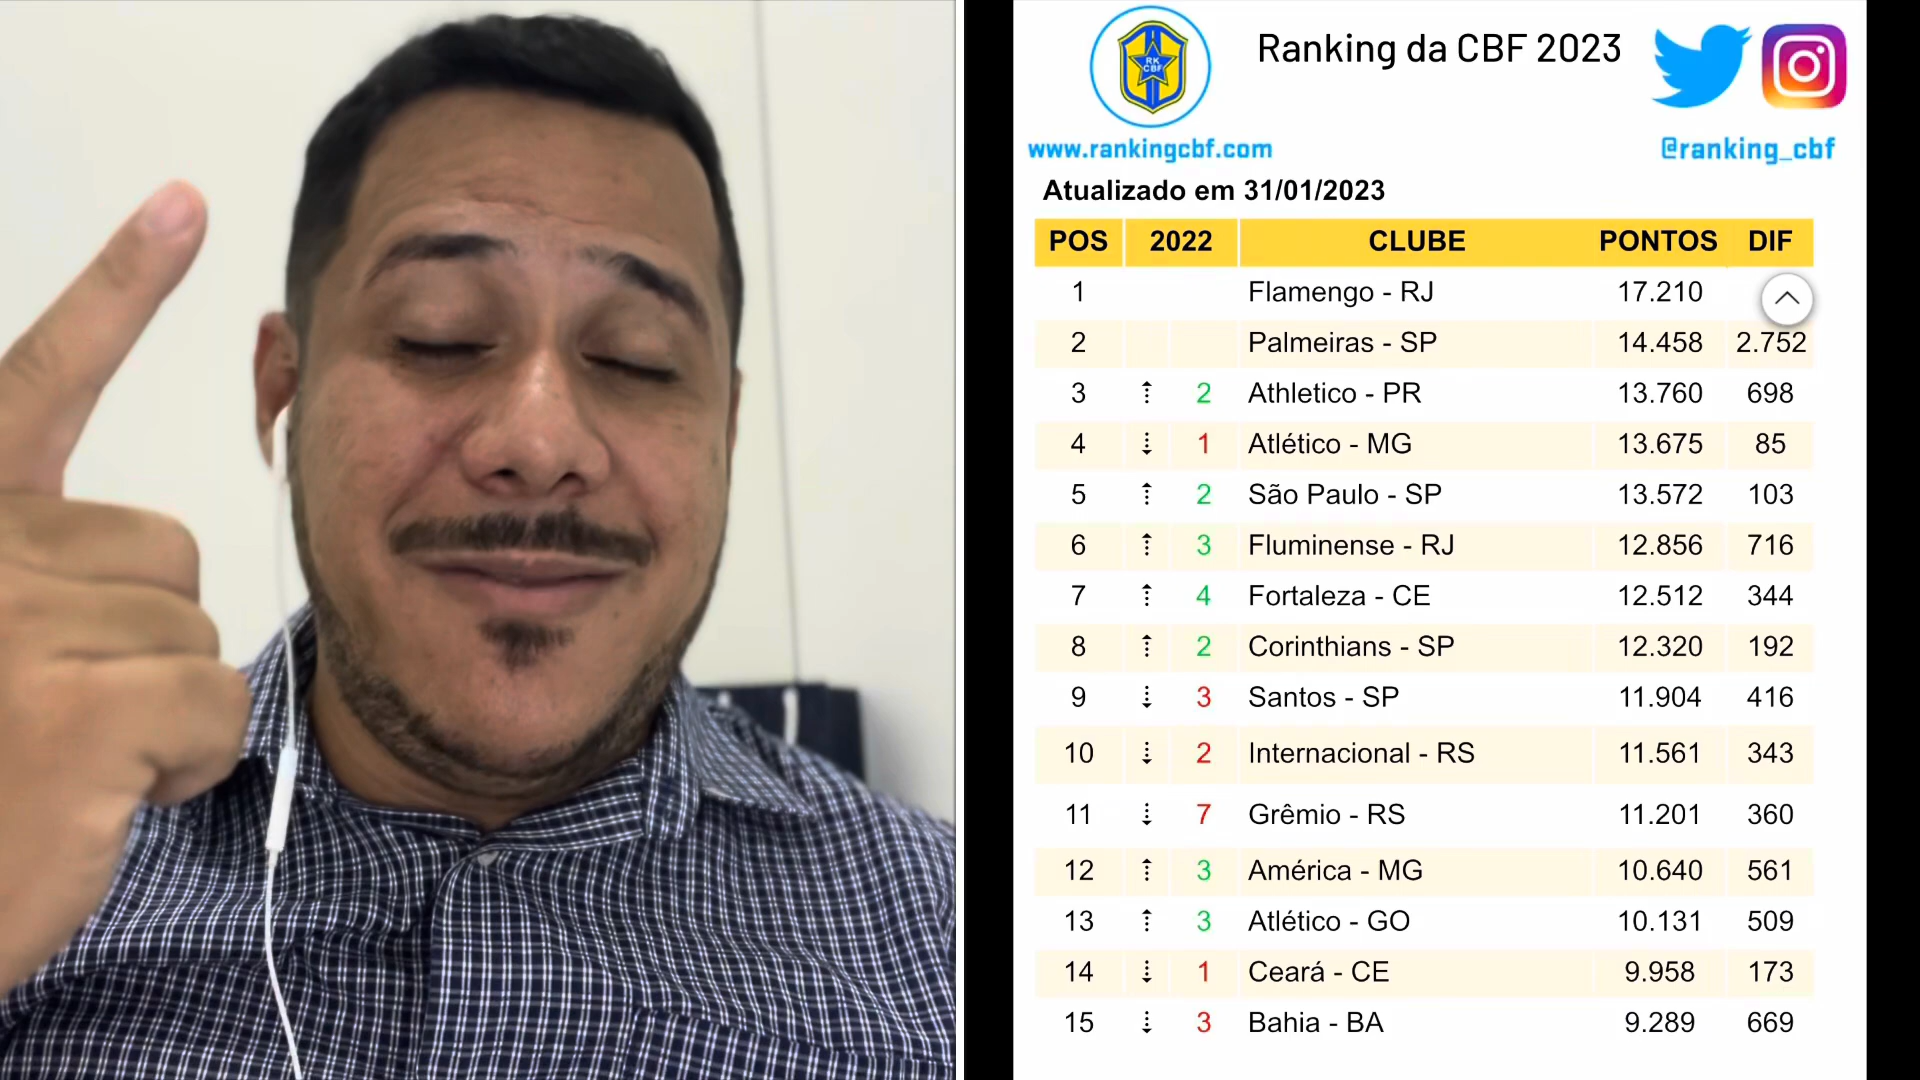 RK
CBF
Ranking da CBF 2023
www.rankingcbf.com
@ranking_cbf
Atualizado em 31/01/2023
POS 2022 CLUBE PONTOS DIF
1 Flamengo - RJ 17.210
2 Palmeiras - SP 14.458 2.752
3 2 Athletico - PR 13.760 698
4 1 Atlético - MG 13.675 85
5 2 São Paulo - SP 13.572 103
6 3 Fluminense - RJ 12.856 716
7 4 Fortaleza - CE 12.512 344
8 2 Corinthians - SP 12.320 192
9 3 Santos - SP 11.904 416
10 2 Internacional - RS 11.561 343
11 7 Grêmio - RS 11.201 360
12 3 América - MG 10.640 561
13 3 Atlético - GO 10.131 509
14 1 Ceará - CE 9.958 173
15 3 Bahia - BA 9.289 669